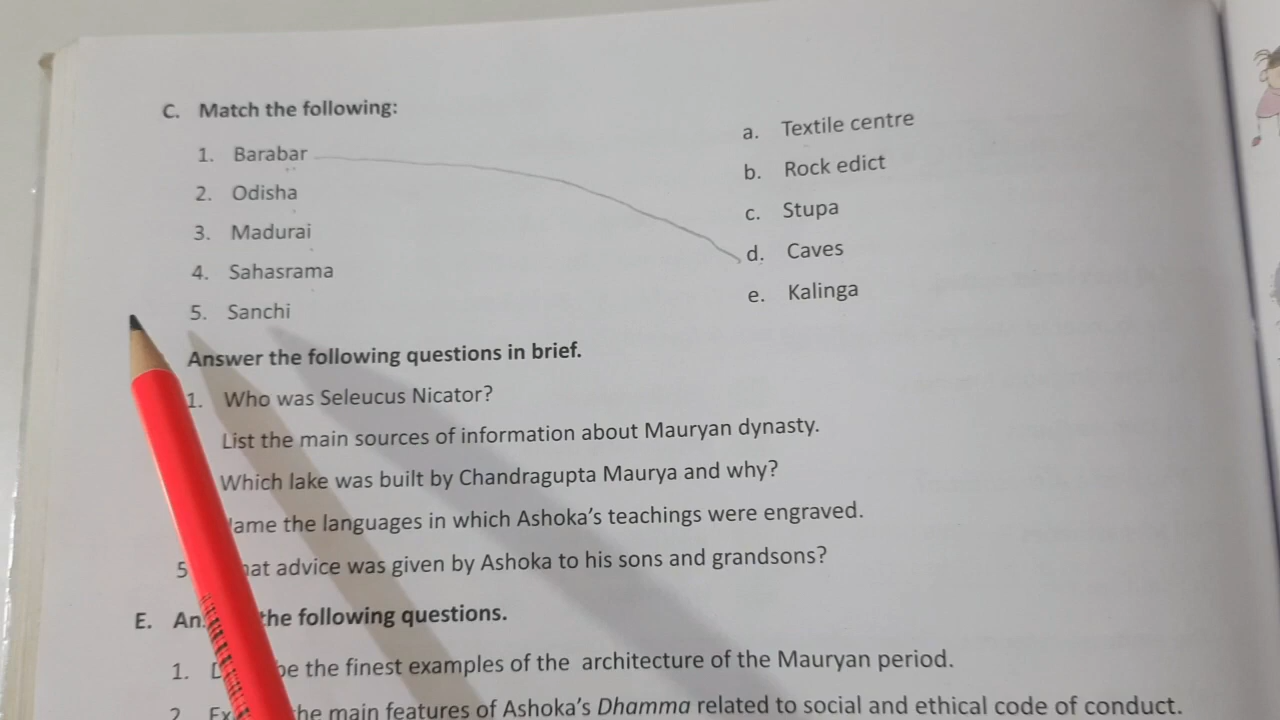 C. Match the following:
1. Barabar
2. Odisha
3. Madurai
4. Sahasrama
5. Sanchi
a. Textile centre
b. Rock edict
c. Stupa
d. Caves
e. Kalinga
Answer the following questions in brief.
1. Who was Seleucus Nicator?
List the main sources of information about Mauryan dynasty.
Which lake was built by Chandragupta Maurya and why?
the languages in which Ashoka's teachings were engraved.
5 advice was given by Ashoka to his sons and grandsons?
E. the following questions.
1. the finest examples of the architecture of the Mauryan period.
2. main features of Ashoka's Dhamma related to social and ethical code of conduct.